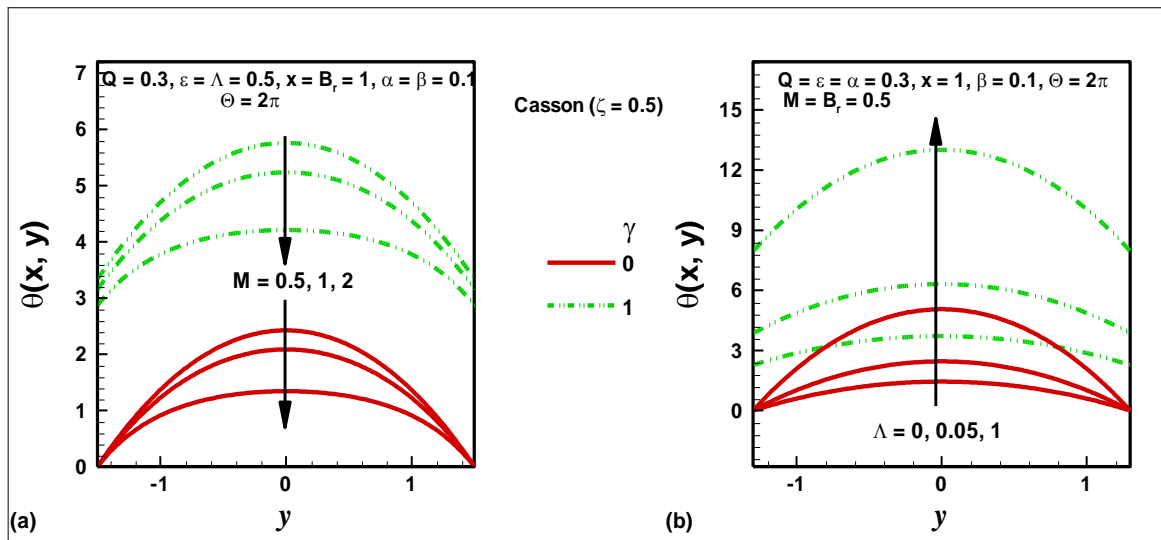 Q = 0.3, ε = Λ = 0.5, x = B_r = 1, α = β = 0.1
Θ = 2π
7
6
5
4
3
2
1
0
θ(x, y)
M = 0.5, 1, 2
-1
0
1
y
(a)
Casson (ζ = 0.5)
γ
0
1
Q = ε = α = 0.3, x = 1, β = 0.1, Θ = 2π
M = B_r = 0.5
15
12
9
6
3
0
θ(x, y)
Λ = 0, 0.05, 1
-1
0
1
y
(b)